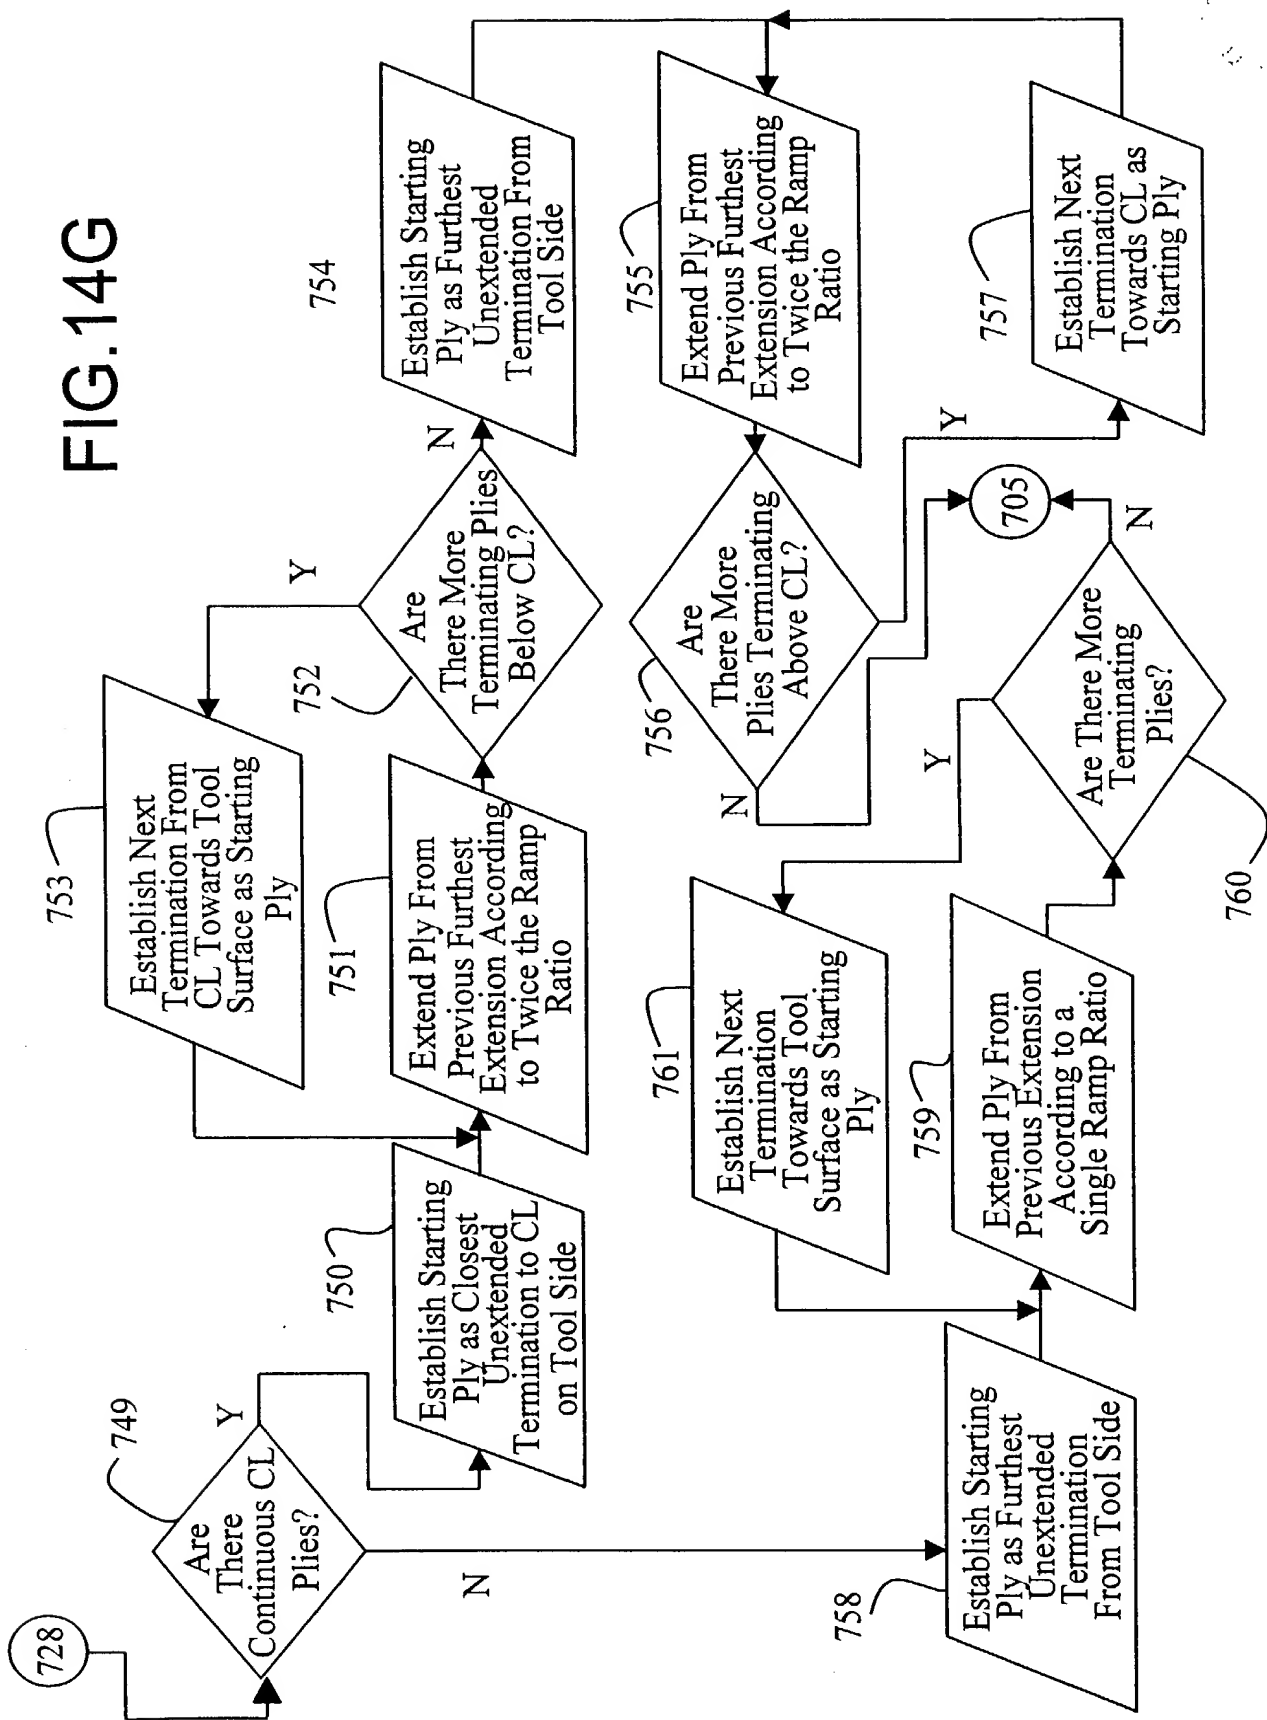 FIG.14G
728
749
Are
There
Continuous CL
Plies?
Y
N
750
Establish Starting
Ply as Closest
Unextended
Termination to CL
on Tool Side
751
Extend Ply From
Previous Furthest
Extension According
to Twice the Ramp
Ratio
752
Are
There More
Terminating Plies
Below CL?
Y
N
753
Establish Next
Termination From
CL Towards Tool
Surface as Starting
Ply
754
Establish Starting
Ply as Furthest
Unextended
Termination From
Tool Side
755
Extend Ply From
Previous Furthest
Extension According
to Twice the Ramp
Ratio
756
Are
There More
Plies Terminating
Above CL?
N
Y
757
Establish Next
Termination
Towards CL as
Starting Ply
705
758
Establish Starting
Ply as Furthest
Unextended
Termination
From Tool Side
759
Extend Ply From
Previous Extension
According to a
Single Ramp Ratio
760
Are There More
Terminating
Plies?
Y
N
761
Establish Next
Termination
Towards Tool
Surface as Starting
Ply